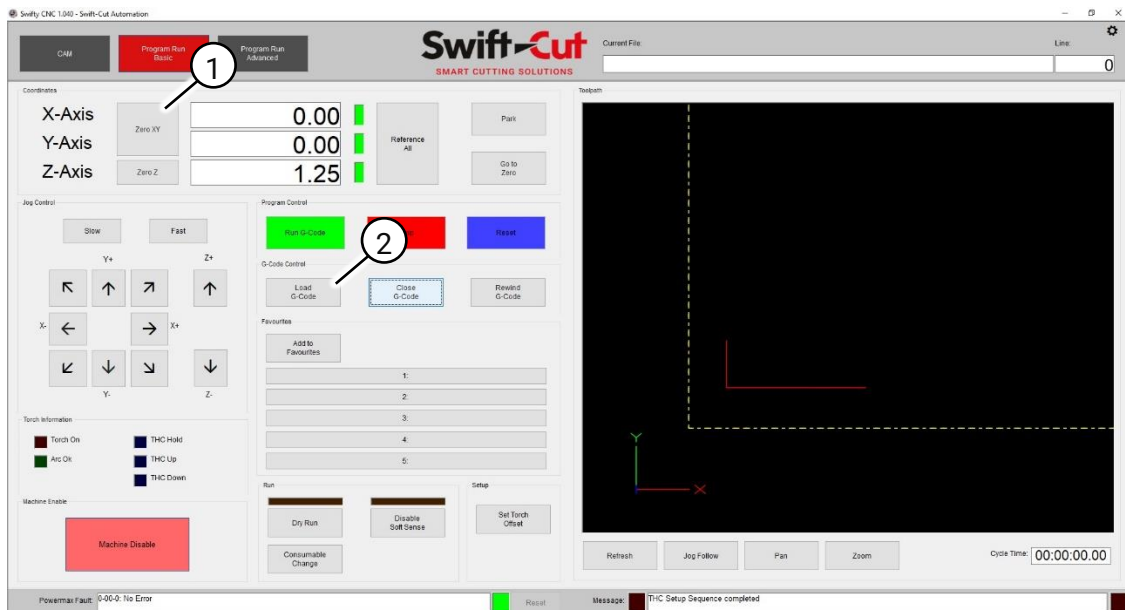 Swifty CNC 1.040 - Swift-Cut Automation
CAM
Program Run
Basic
Program Run
Advanced
1
Swift-Cut
SMART CUTTING SOLUTIONS
Current File:
Line:
0
Coordinates
X-Axis
Y-Axis
Z-Axis
Zero XY
Zero Z
0.00
0.00
1.25
Reference
All
Park
Go to
Zero
Toolpath
Jog Control
Slow
Fast
Y+
Z+
X-
X+
Y-
Z-
Program Control
Run G-Code
2
Reset
G-Code Control
Load
G-Code
Close
G-Code
Rewind
G-Code
Favourites
Add to
Favourites
1:
2:
3:
4:
5:
Y
X
Torch Information
Torch On
Arc Ok
THC Hold
THC Up
THC Down
Machine Enable
Machine Disable
Run
Dry Run
Disable
Soft Sense
Consumable
Change
Setup
Set Torch
Offset
Refresh
Jog Follow
Pan
Zoom
Cycle Time:
00:00:00.00
Powermax Fault:
0-00-0: No Error
Reset
Message:
THC Setup Sequence completed